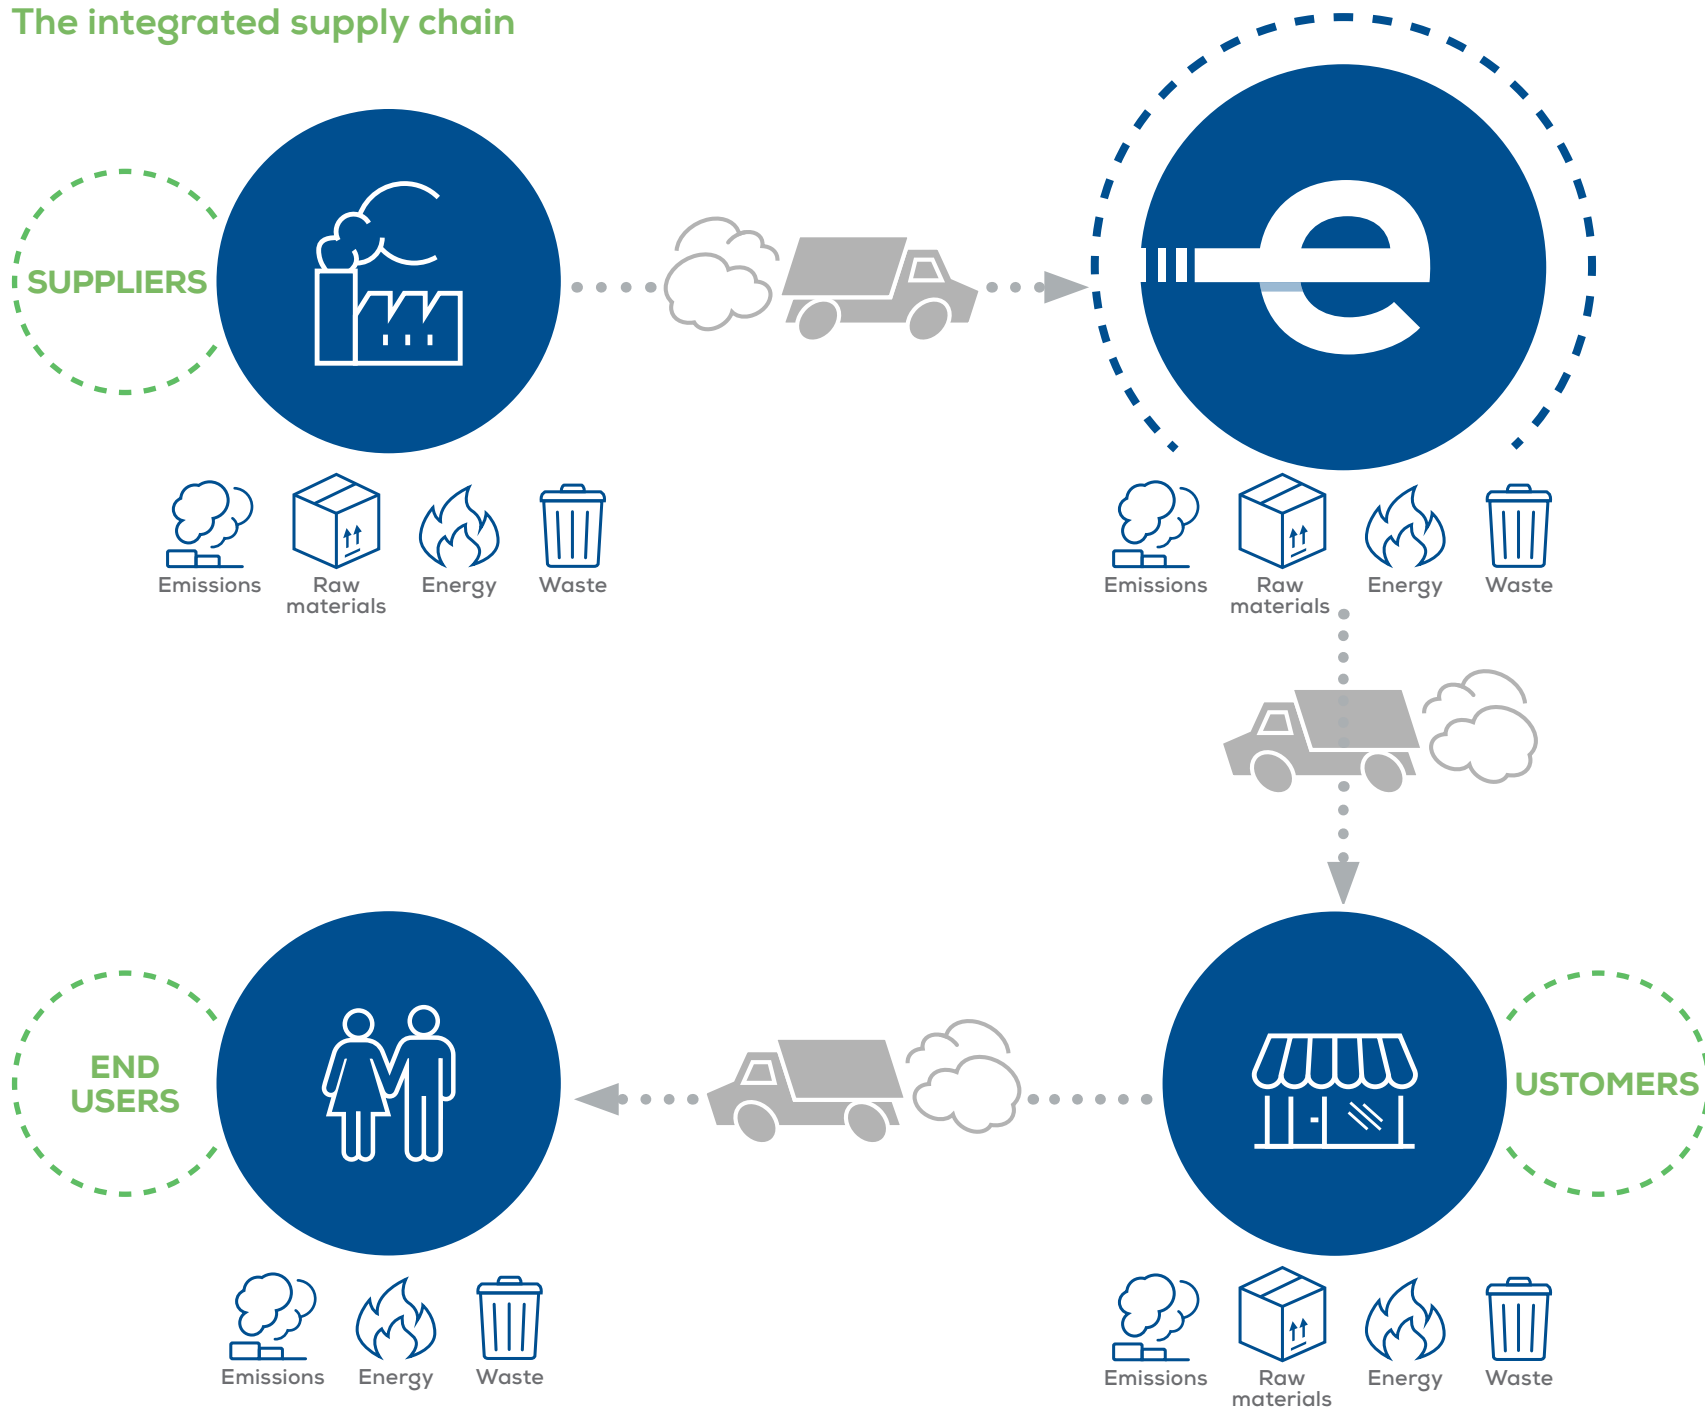 The integrated supply chain
SUPPLIERS
e
Emissions
Raw
materials
Energy
Waste
Emissions
Raw
materials
Energy
Waste
END
USERS
USTOMERS
Emissions
Energy
Waste
Emissions
Raw
materials
Energy
Waste